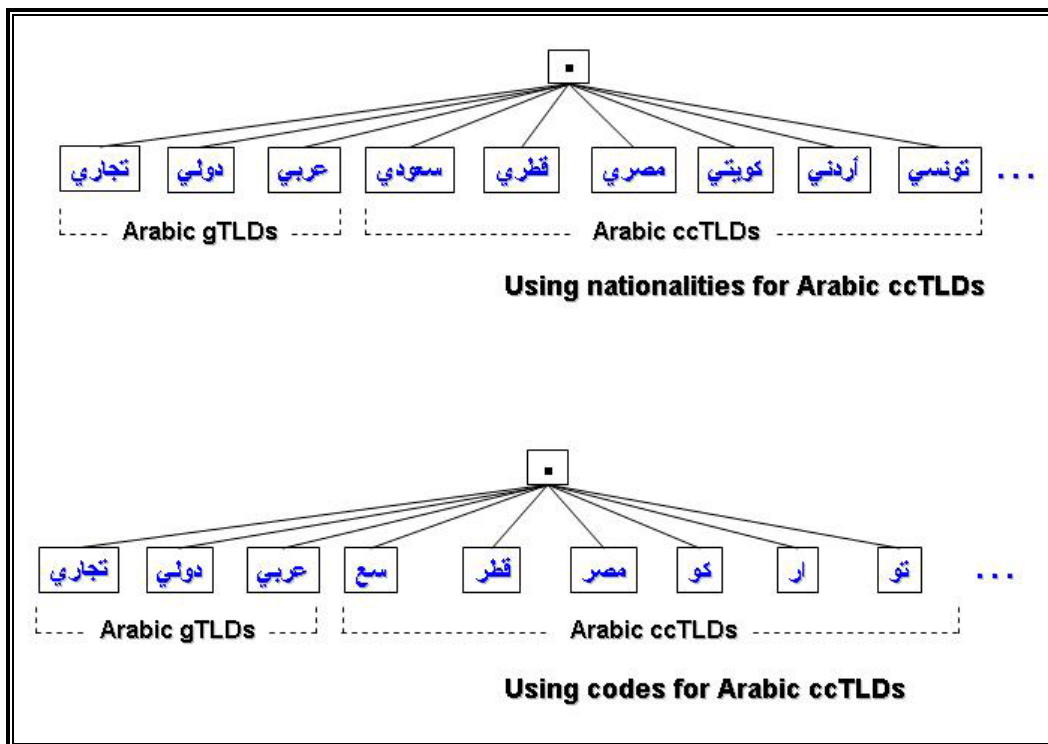 .
تجاري دولي عربي سعودي قطري مصري كويتي أردني تونسي ...
Arabic gTLDs Arabic ccTLDs
Using nationalities for Arabic ccTLDs
.
تجاري دولي عربي سع قطر مصر كو ار تو ...
Arabic gTLDs Arabic ccTLDs
Using codes for Arabic ccTLDs